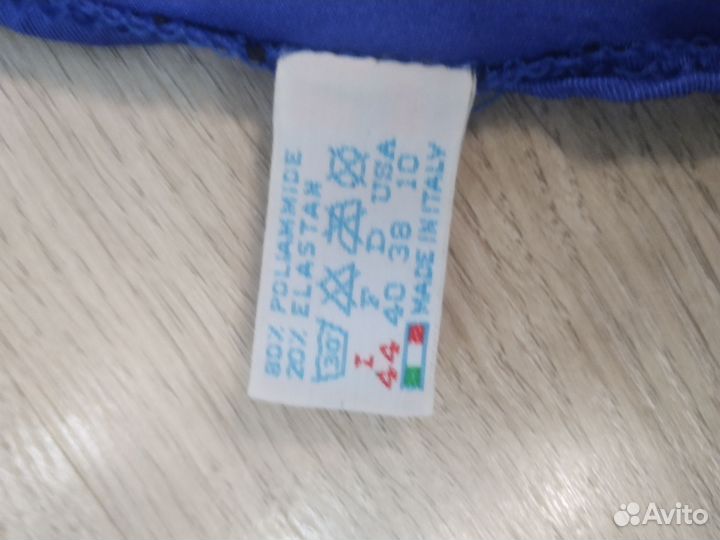 80% POLIAMMIDE
20% ELASTAN
30
I F D USA
44 40 38 10
MADE IN ITALY
Avito